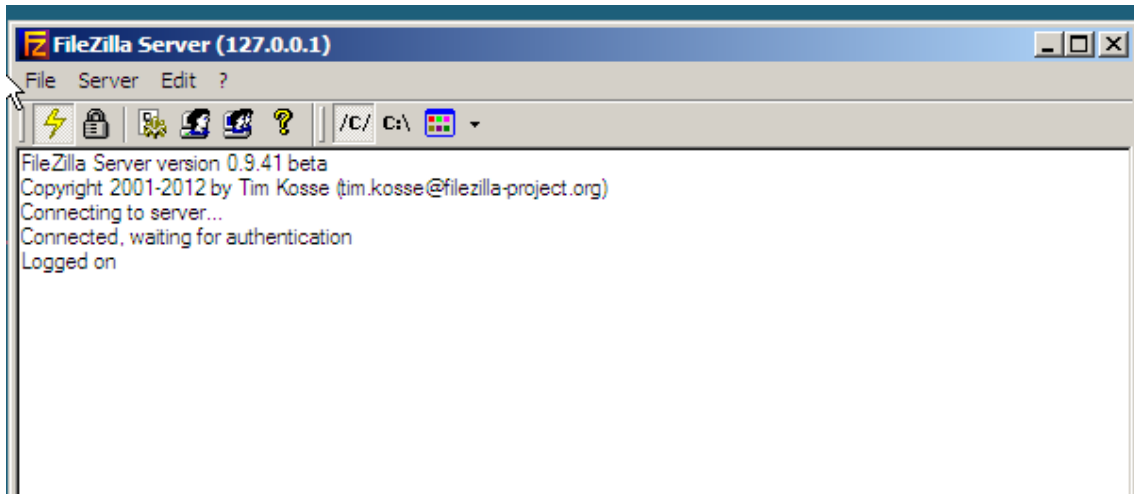 FileZilla Server (127.0.0.1)
File Server Edit ?
/C/ C:\
FileZilla Server version 0.9.41 beta
Copyright 2001-2012 by Tim Kosse (tim.kosse@filezilla-project.org)
Connecting to server...
Connected, waiting for authentication
Logged on